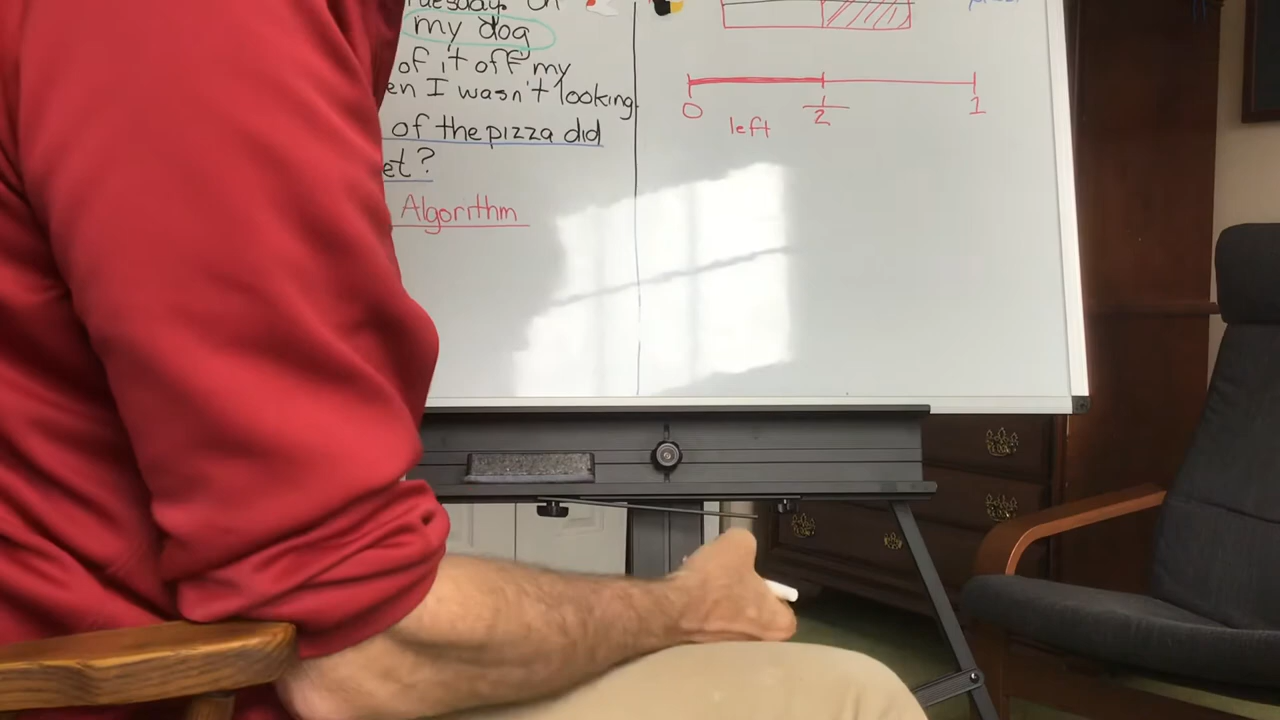 my dog
of it off my
en I wasn't looking
of the pizza did
et?
Algorithm
0
1/2
1
left